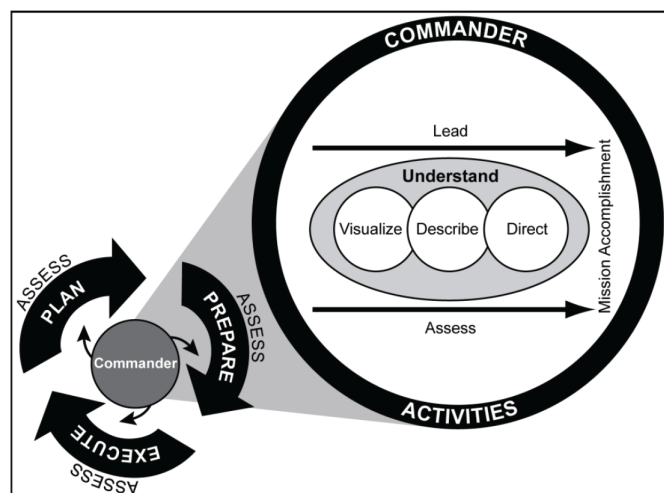 COMMANDER
Lead
Understand
Visualize
Describe
Direct
Mission Accomplishment
Assess
ACTIVITIES
ASSESS
PLAN
Commander
PREPARE
ASSESS
EXECUTE
ASSESS